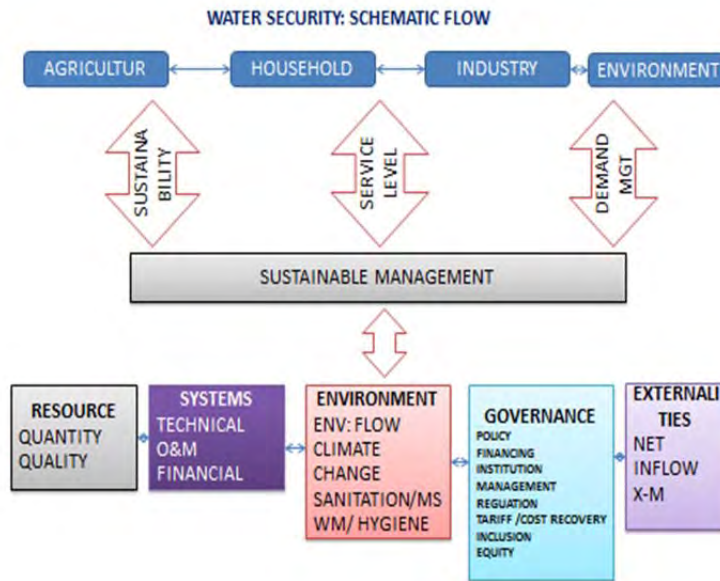 WATER SECURITY: SCHEMATIC FLOW
AGRICULTUR
HOUSEHOLD
INDUSTRY
ENVIRONMENT
SUSTAINA
BILITY
SERVICE
LEVEL
DEMAND
MGT
SUSTAINABLE MANAGEMENT
RESOURCE
QUANTITY
QUALITY
SYSTEMS
TECHNICAL
O&M
FINANCIAL
ENVIRONMENT
ENV: FLOW
CLIMATE
CHANGE
SANITATION/MS
WM/ HYGIENE
GOVERNANCE
POLICY
FINANCING
INSTITUTION
MANAGEMENT
REGUATION
TARIFF /COST RECOVERY
INCLUSION
EQUITY
EXTERNALI
TIES
NET
INFLOW
X-M